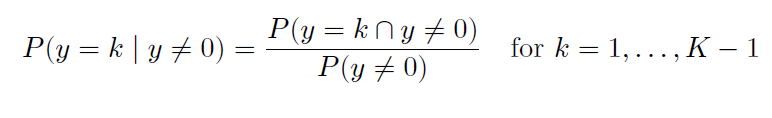 P(y = k | y ≠ 0) = P(y = k ∩ y ≠ 0) / P(y ≠ 0) for k = 1, . . . , K − 1